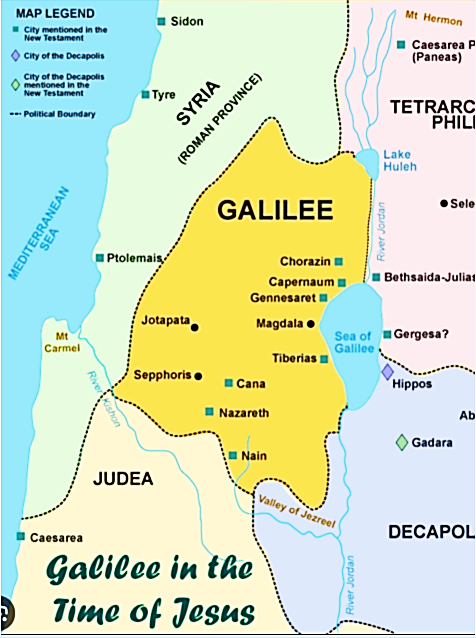 MAP LEGEND
City mentioned in the
New Testament
City of the Decapolis
City of the Decapolis
mentioned in the
New Testament
Political Boundary
Sidon
Tyre
SYRIA
(ROMAN PROVINCE)
Mt Hermon
Caesarea P
(Paneas)
TETRARC
PHIL
Lake
Huleh
Sele
River Jordan
GALILEE
MEDITERRANEAN
SEA
Ptolemais
Chorazin
Capernaum
Gennesaret
Bethsaida-Julias
Jotapata
Magdala
Sea of
Galilee
Gergesa?
Mt
Carmel
Tiberias
Sepphoris
Cana
Hippos
River Kishon
Nazareth
Ab
Gadara
Nain
JUDEA
Valley of Jezreel
DECAPOL
Caesarea
River Jordan
Galilee in the
Time of Jesus